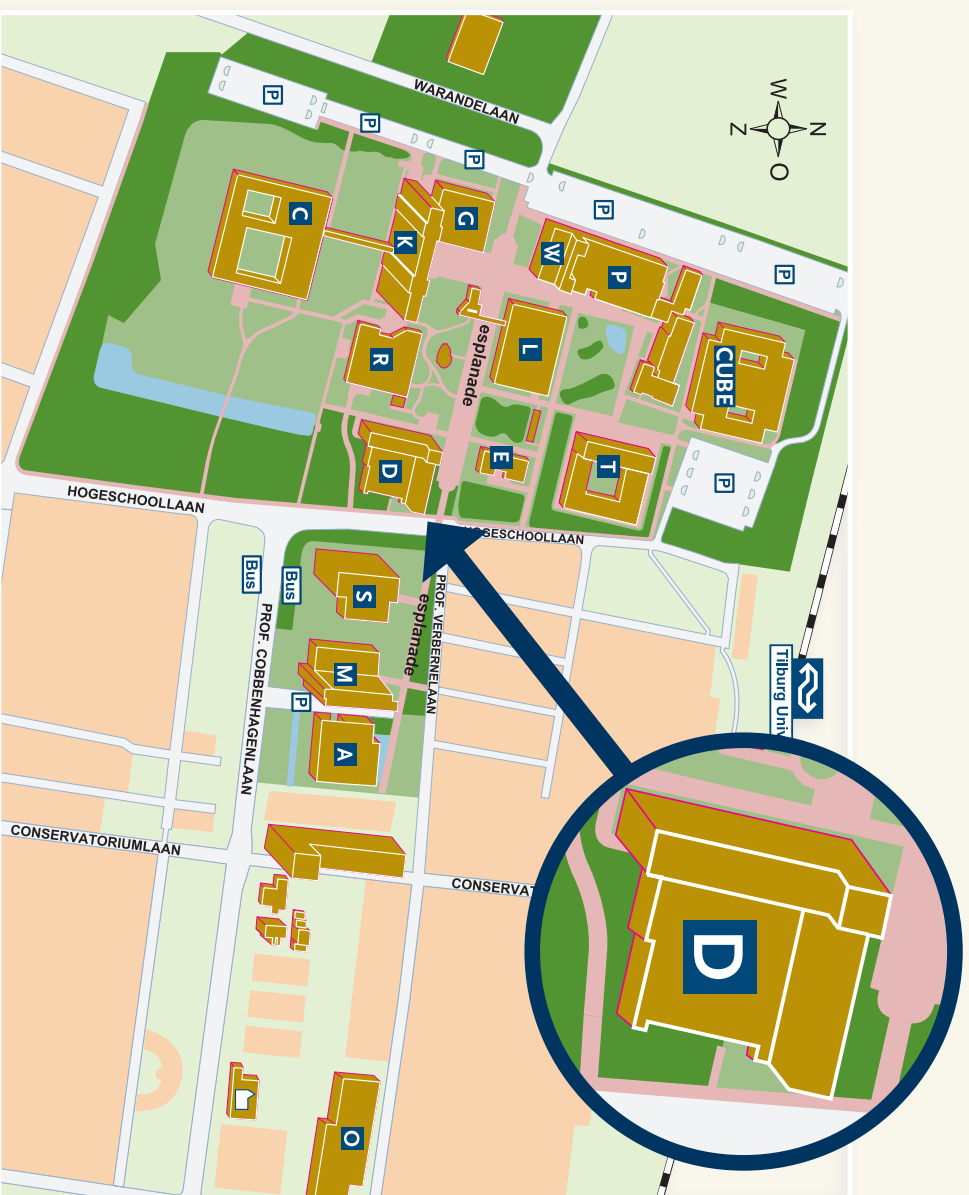 WARANDELAAN
W
N
Z
O
P
P
P
P
P
C
G
K
W
P
esplanade
L
R
CUBE
D
E
T
P
HOGESCHOOLLAAN
HOGESCHOOLLAAN
Bus
Bus
S
esplanade
PROF. VERBERNELAAN
PROF. COBBENHAGENLAAN
M
P
A
Tilburg Univ
CONSERVATORIUMLAAN
CONSERVAT
D
O